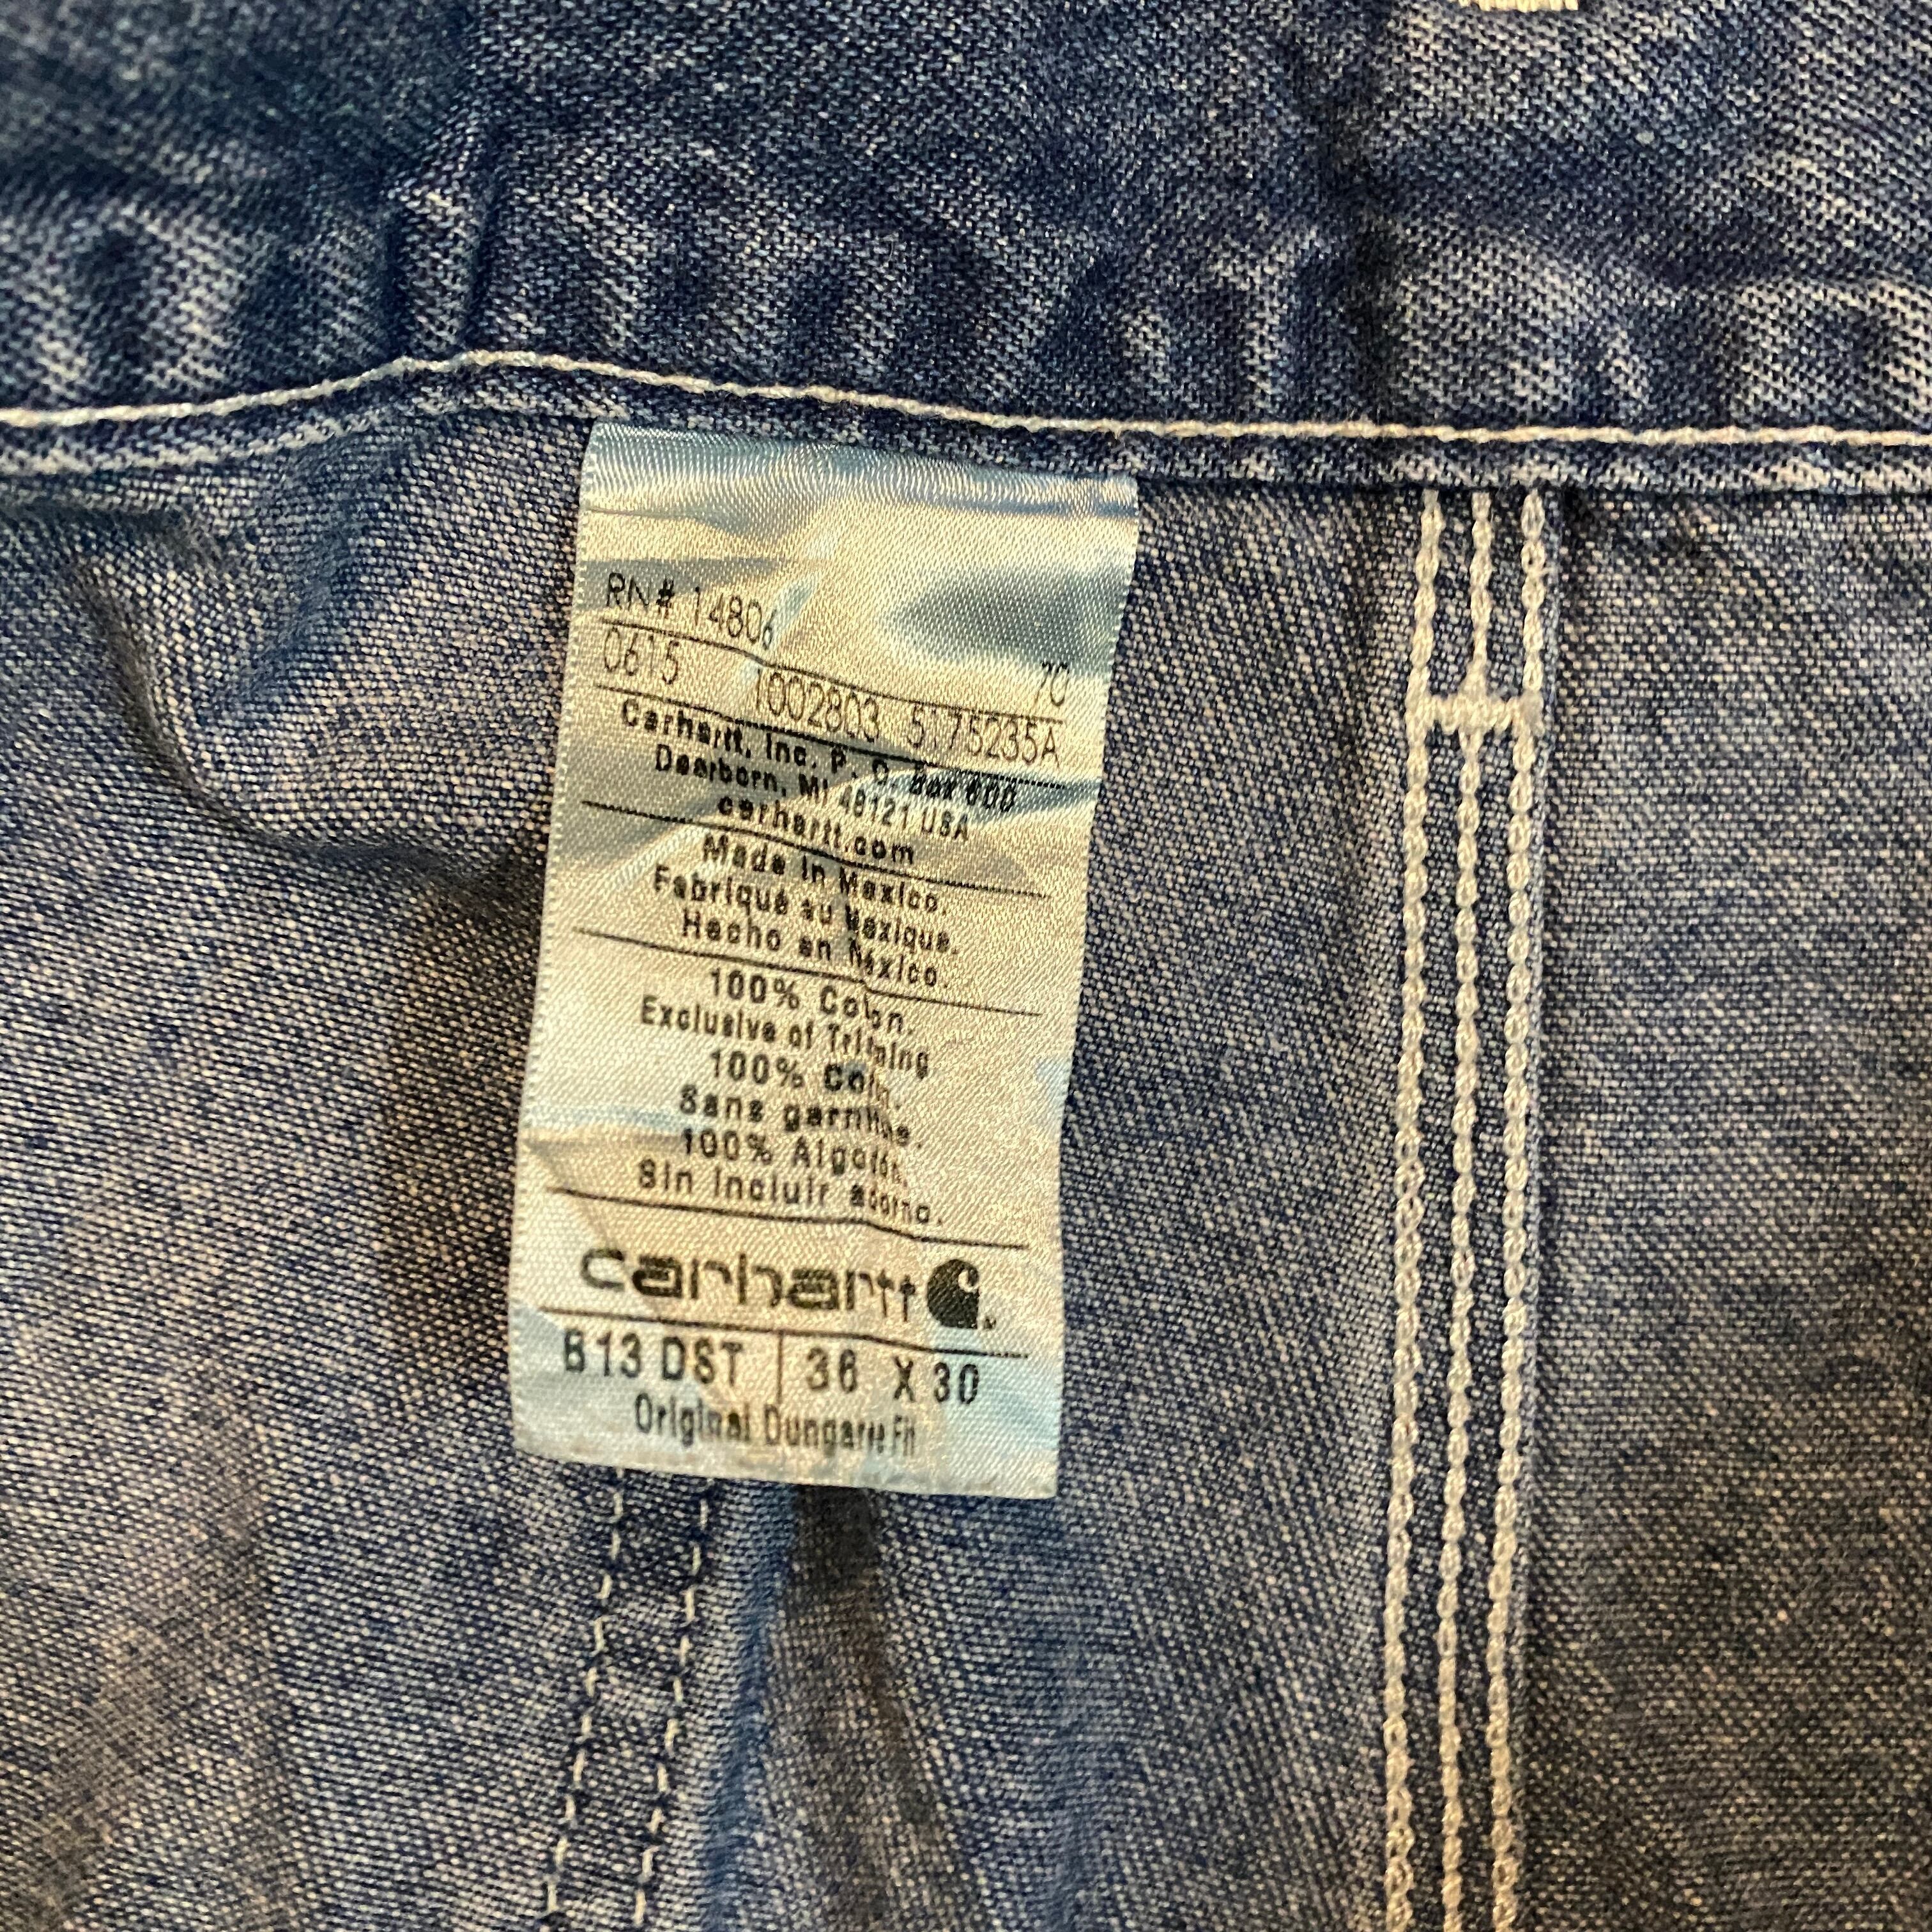 RN# 14806
7C
0615 1002803 5175235A
Carhartt, Inc. P. O. Box 600
Dearborn, MI 48121 USA
carhartt.com
Made in Mexico.
Fabriqué au Mexique.
Hecho en México.
100% Coton.
Exclusive of Trimming
100% Coton.
Sans garniture.
100% Algodón.
Sin incluir adorno.
carhartt
B13 DST 36 X 30
Original Dungaree Fit